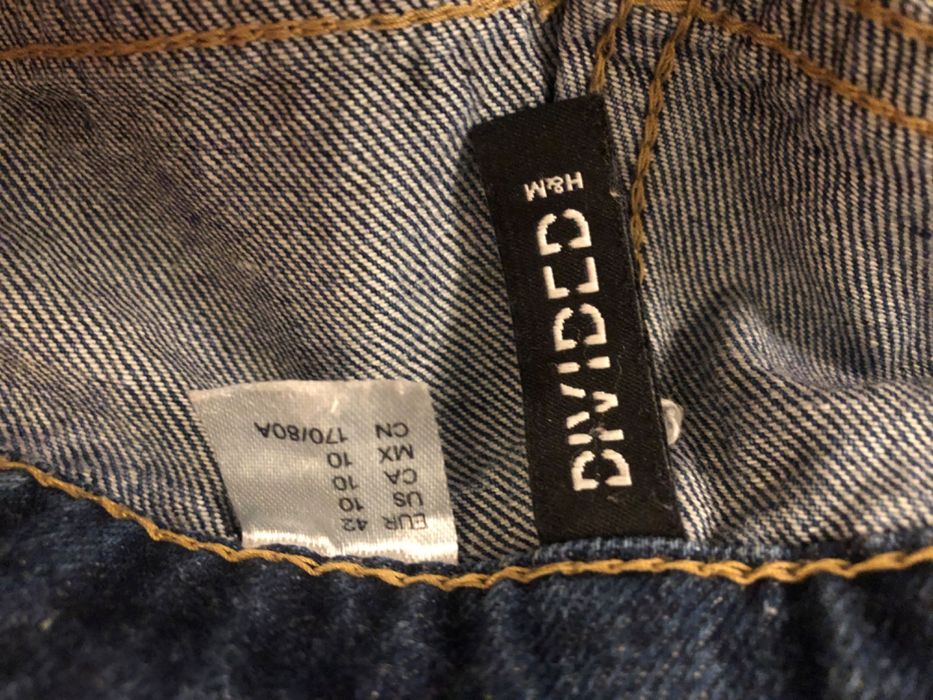 DIVIDED
H&M
EUR 42
US 10
CA 10
MX 10
CN 170/80A